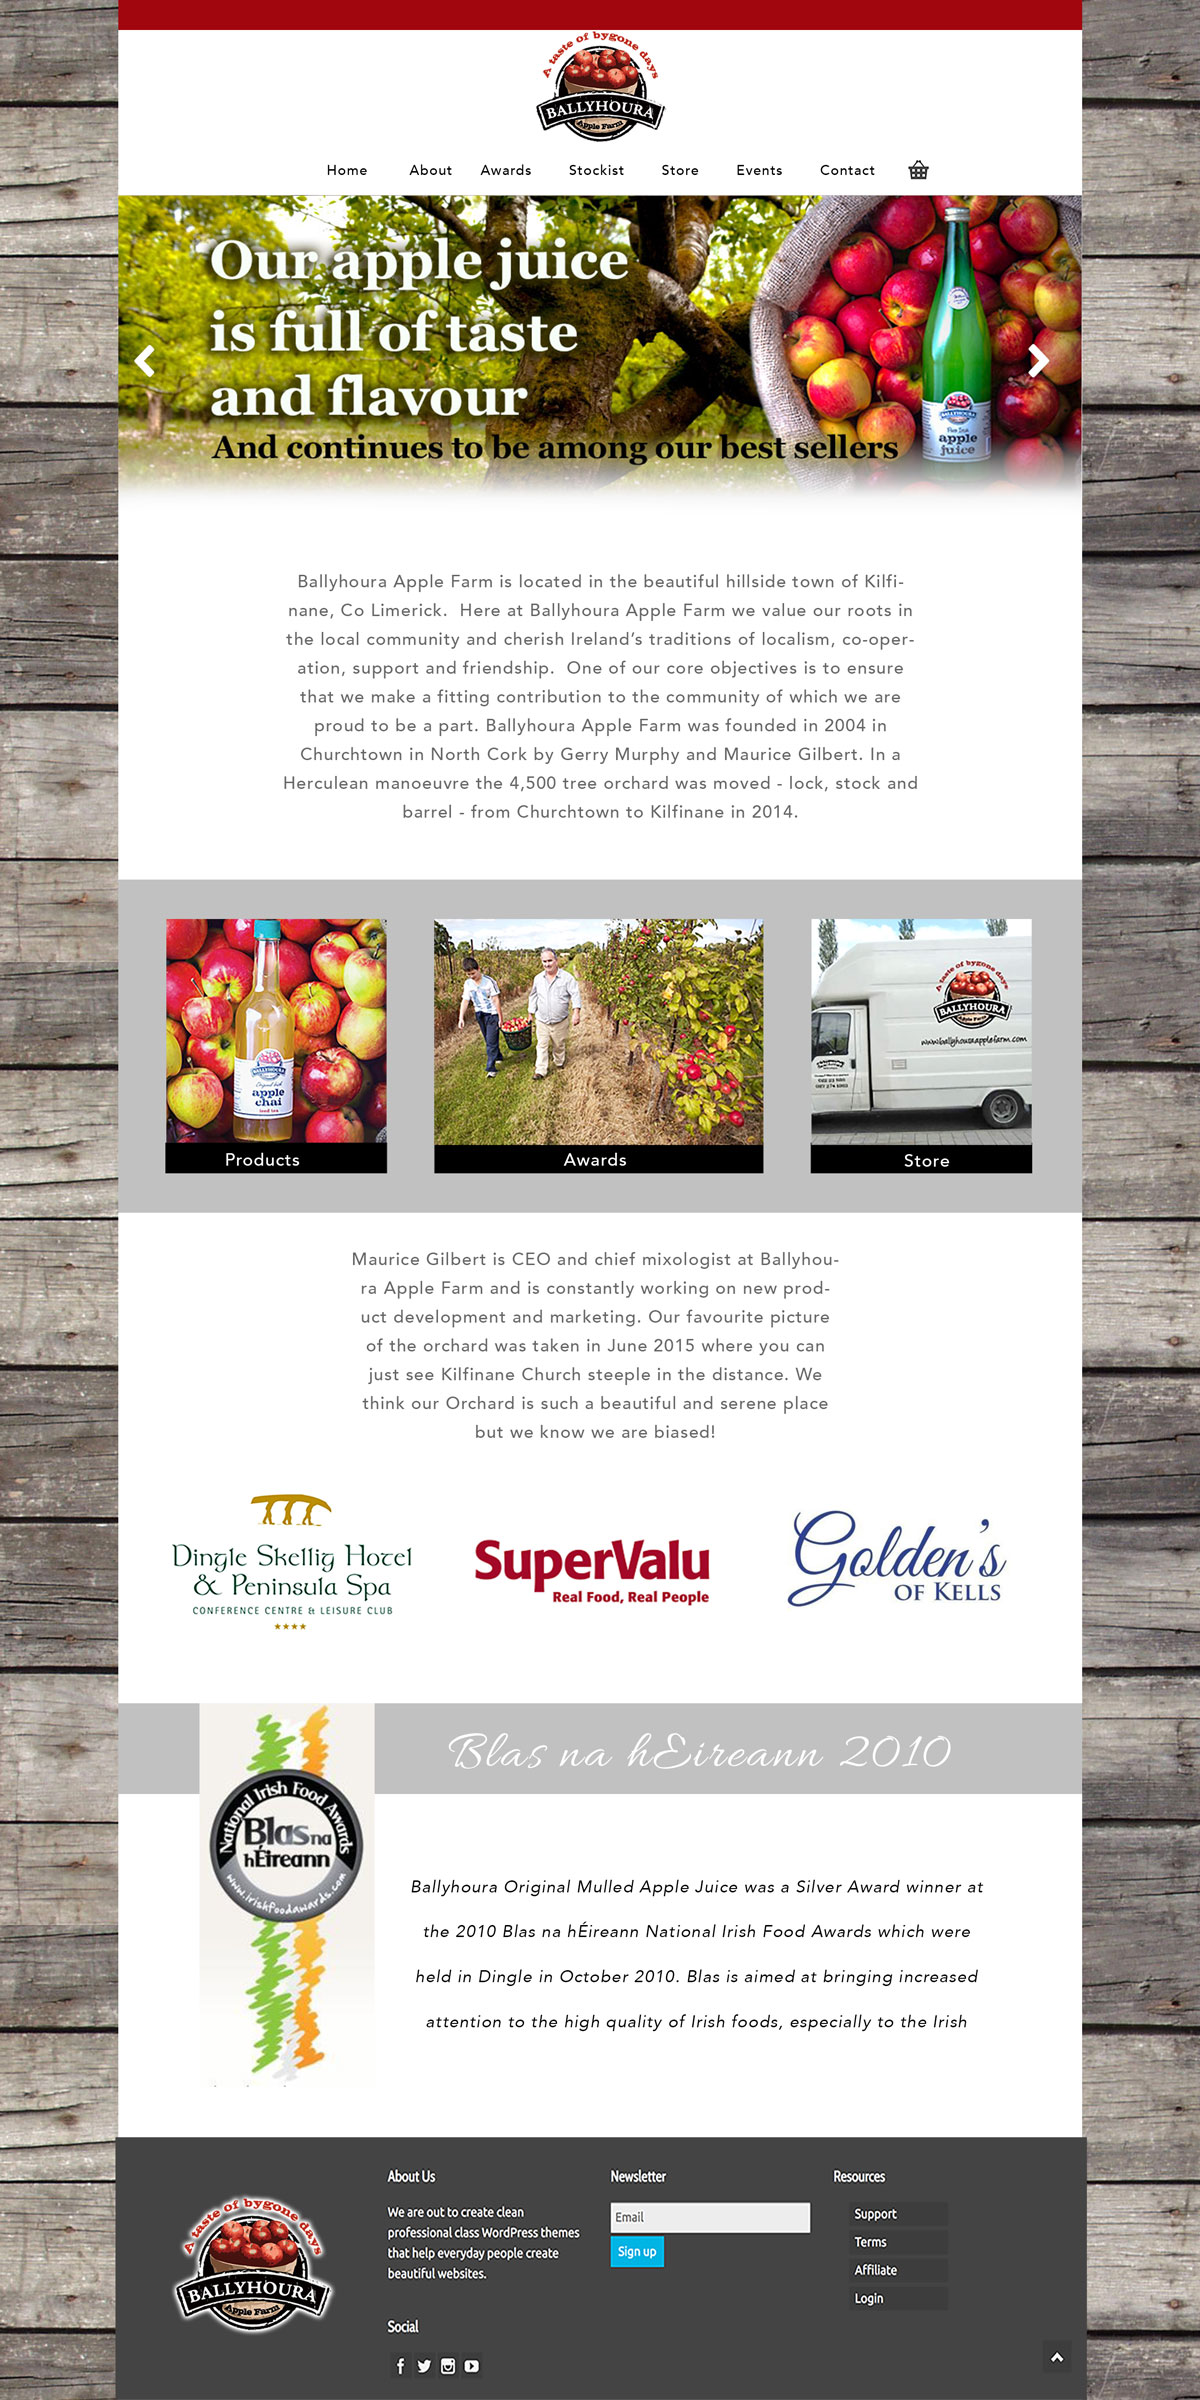 A taste of bygone days
BALLYHOURA
Apple Farm
Home About Awards Stockist Store Events Contact
Our apple juice
is full of taste
and flavour
And continues to be among our best sellers
BALLYHOURA
apple
juice
Ballyhoura Apple Farm is located in the beautiful hillside town of Kilfi-
nane, Co Limerick.  Here at Ballyhoura Apple Farm we value our roots in
the local community and cherish Ireland’s traditions of localism, co-oper-
ation, support and friendship.  One of our core objectives is to ensure
that we make a fitting contribution to the community of which we are
proud to be a part. Ballyhoura Apple Farm was founded in 2004 in
Churchtown in North Cork by Gerry Murphy and Maurice Gilbert. In a
Herculean manoeuvre the 4,500 tree orchard was moved - lock, stock and
barrel - from Churchtown to Kilfinane in 2014.
BALLYHOURA
apple
chai
iced tea
Products
Awards
A taste of bygone days
BALLYHOURA
Apple Farm
www.ballyhouraapplefarm.com
Store
Maurice Gilbert is CEO and chief mixologist at Ballyhou-
ra Apple Farm and is constantly working on new prod-
uct development and marketing. Our favourite picture
of the orchard was taken in June 2015 where you can
just see Kilfinane Church steeple in the distance. We
think our Orchard is such a beautiful and serene place
but we know we are biased!
Dingle Skellig Hotel
& Peninsula Spa
CONFERENCE CENTRE & LEISURE CLUB
SuperValu
Real Food, Real People
Golden's
OF KELLS
Blas na hEireann 2010
National Irish Food Awards
Blas na
hÉireann
www.irishfoodawards.com
Ballyhoura Original Mulled Apple Juice was a Silver Award winner at
the 2010 Blas na hÉireann National Irish Food Awards which were
held in Dingle in October 2010. Blas is aimed at bringing increased
attention to the high quality of Irish foods, especially to the Irish
A taste of bygone days
BALLYHOURA
Apple Farm
About Us
We are out to create clean
professional class WordPress themes
that help everyday people create
beautiful websites.
Social
Newsletter
Email
Sign up
Resources
Support
Terms
Affiliate
Login